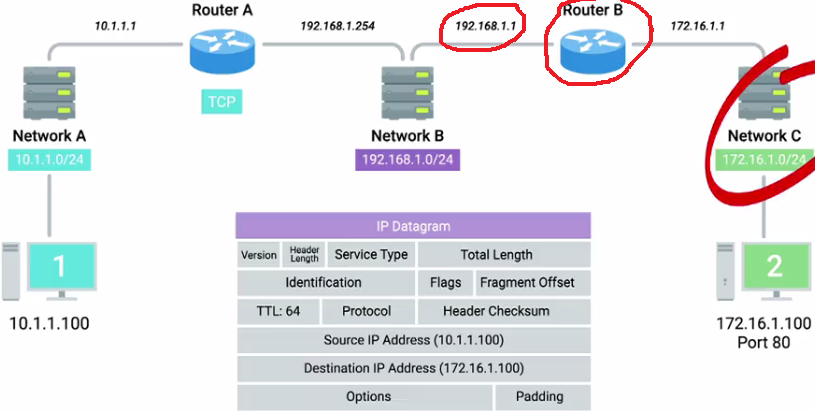 Router A
Router B
10.1.1.1
192.168.1.254
192.168.1.1
172.16.1.1
TCP
Network A
Network B
Network C
10.1.1.0/24
192.168.1.0/24
172.16.1.0/24
1
2
10.1.1.100
172.16.1.100
Port 80
IP Datagram
Version Header Length Service Type Total Length
Identification Flags Fragment Offset
TTL: 64 Protocol Header Checksum
Source IP Address (10.1.1.100)
Destination IP Address (172.16.1.100)
Options Padding